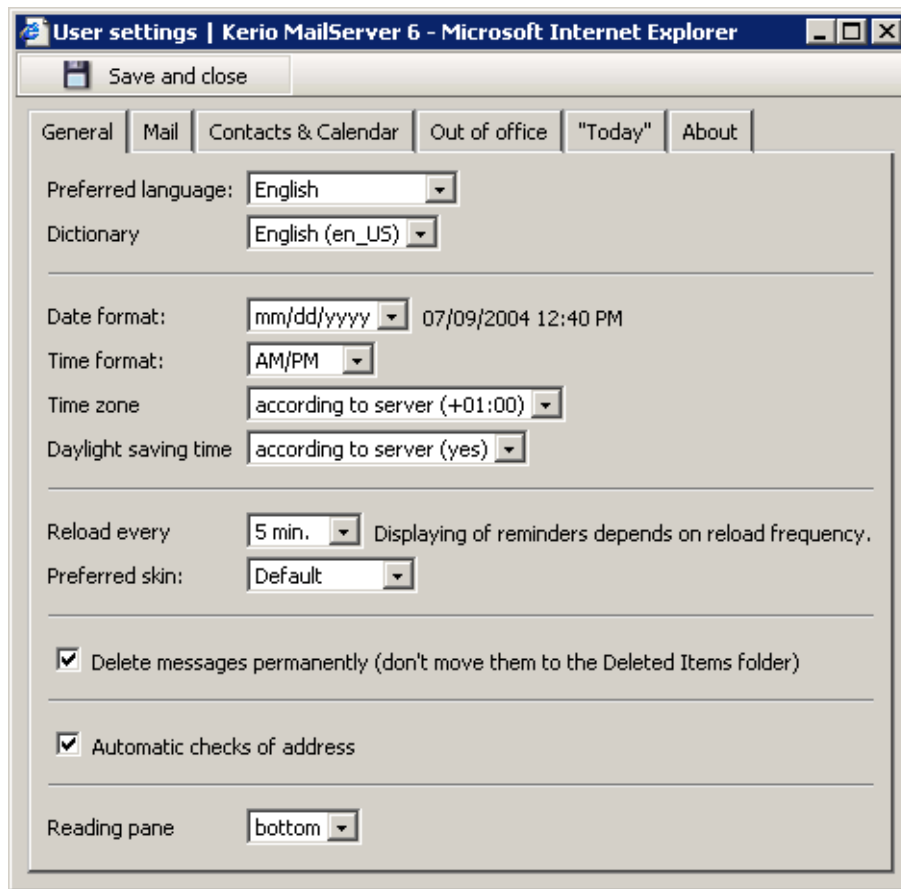 User settings | Kerio MailServer 6 - Microsoft Internet Explorer
Save and close
General Mail Contacts & Calendar Out of office "Today" About
Preferred language: English
Dictionary English (en_US)
Date format: mm/dd/yyyy 07/09/2004 12:40 PM
Time format: AM/PM
Time zone according to server (+01:00)
Daylight saving time according to server (yes)
Reload every 5 min. Displaying of reminders depends on reload frequency.
Preferred skin: Default
Delete messages permanently (don't move them to the Deleted Items folder)
Automatic checks of address
Reading pane bottom